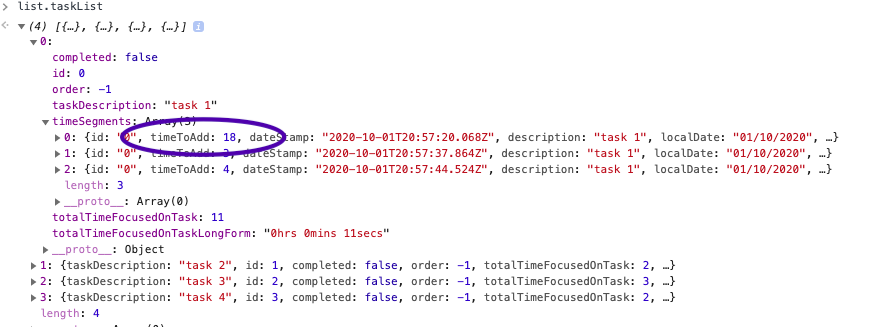 > list.taskList
(4) [{…}, {…}, {…}, {…}] i
0:
completed: false
id: 0
order: -1
taskDescription: "task 1"
timeSegments: Array(3)
0: {id: "0", timeToAdd: 18, dateStamp: "2020-10-01T20:57:20.068Z", description: "task 1", localDate: "01/10/2020", …}
1: {id: "0", timeToAdd: 3, dateStamp: "2020-10-01T20:57:37.864Z", description: "task 1", localDate: "01/10/2020", …}
2: {id: "0", timeToAdd: 4, dateStamp: "2020-10-01T20:57:44.524Z", description: "task 1", localDate: "01/10/2020", …}
length: 3
__proto__: Array(0)
totalTimeFocusedOnTask: 11
totalTimeFocusedOnTaskLongForm: "0hrs 0mins 11secs"
__proto__: Object
1: {taskDescription: "task 2", id: 1, completed: false, order: -1, totalTimeFocusedOnTask: 2, …}
2: {taskDescription: "task 3", id: 2, completed: false, order: -1, totalTimeFocusedOnTask: 3, …}
3: {taskDescription: "task 4", id: 3, completed: false, order: -1, totalTimeFocusedOnTask: 2, …}
length: 4